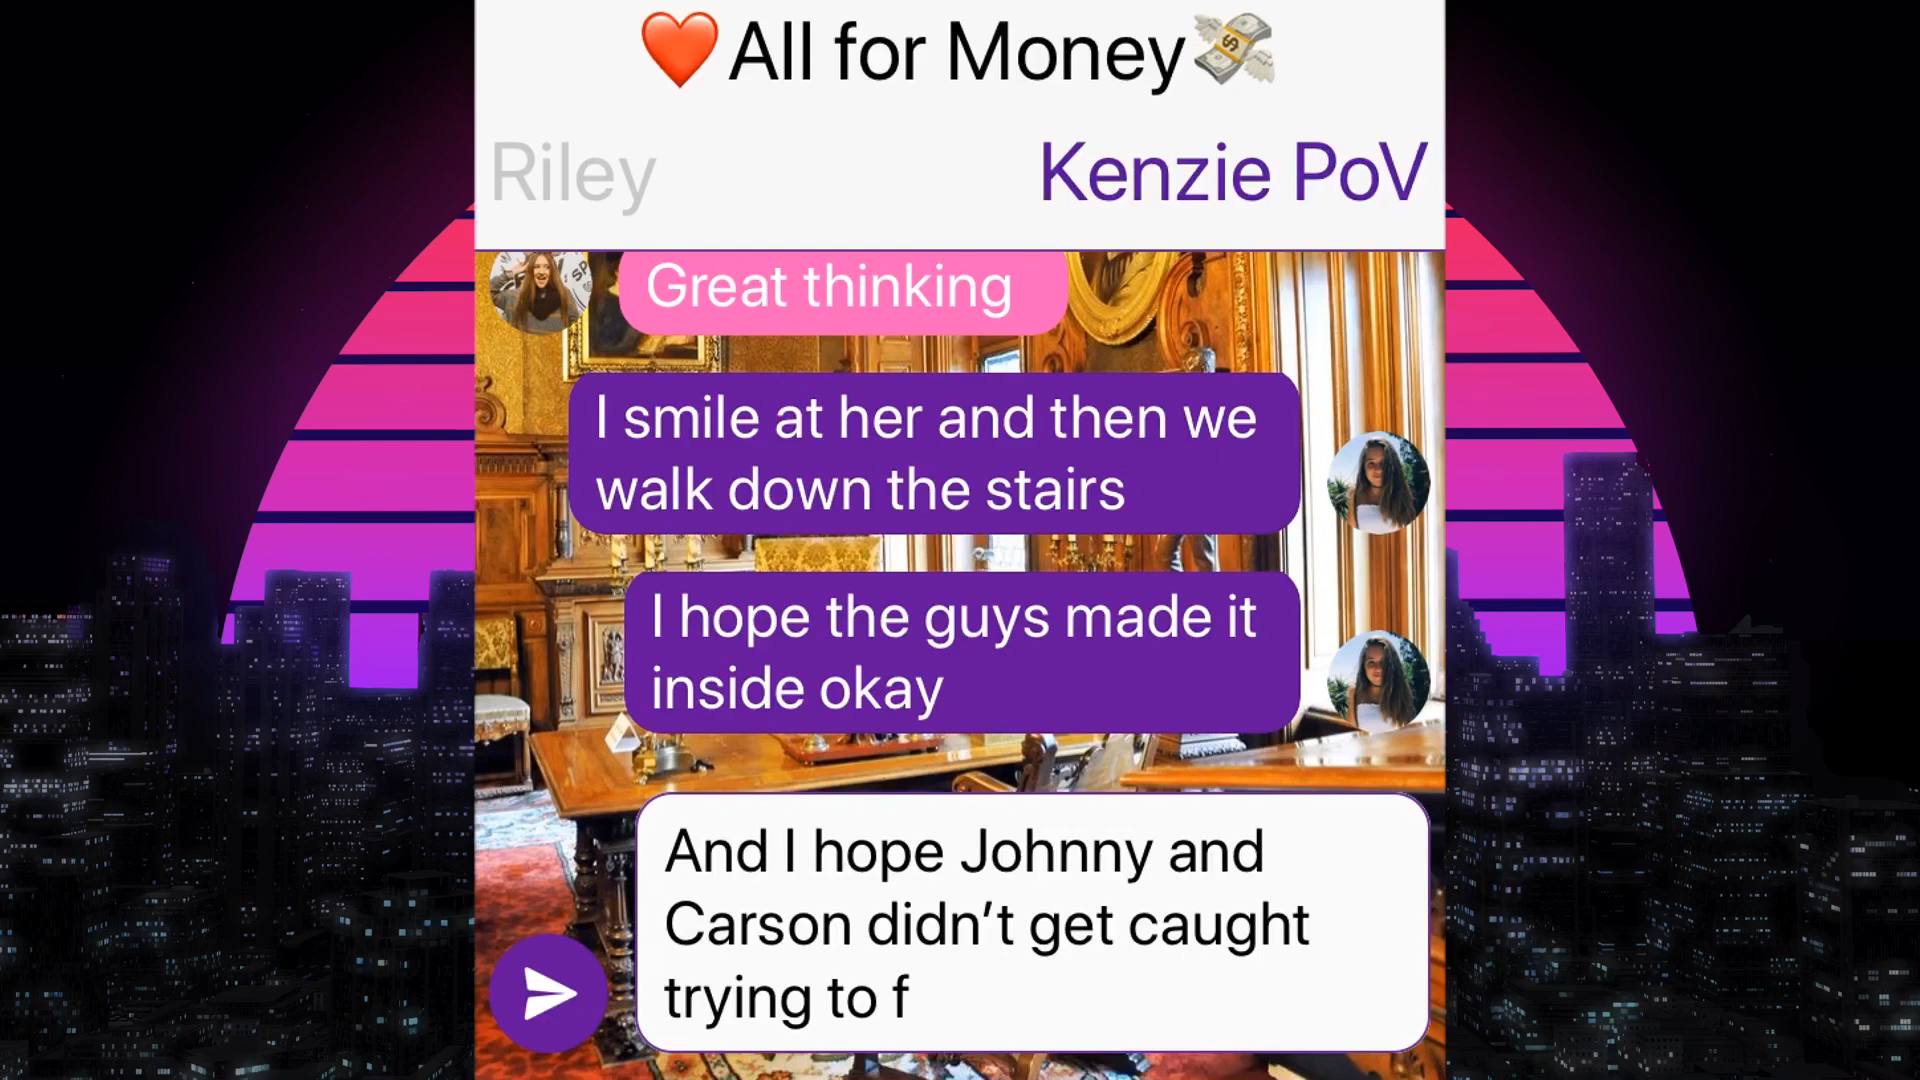 ❤️All for Money💸
Riley
Kenzie PoV
Great thinking
I smile at her and then we
walk down the stairs
I hope the guys made it
inside okay
And I hope Johnny and
Carson didn’t get caught
trying to f